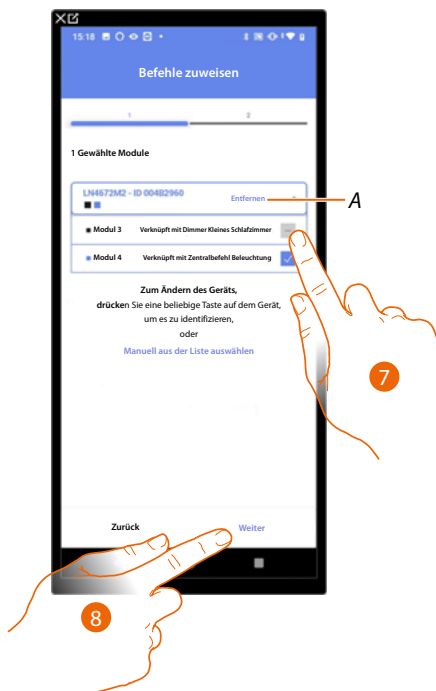 15:18
Befehle zuweisen
1 2
1 Gewählte Module
LN4672M2 - ID 004B2960
Entfernen
A
Modul 3 Verknüpft mit Dimmer Kleines Schlafzimmer
Modul 4 Verknüpft mit Zentralbefehl Beleuchtung
Zum Ändern des Geräts,
drücken Sie eine beliebige Taste auf dem Gerät,
um es zu identifizieren,
oder
Manuell aus der Liste auswählen
7
Zurück Weiter
8